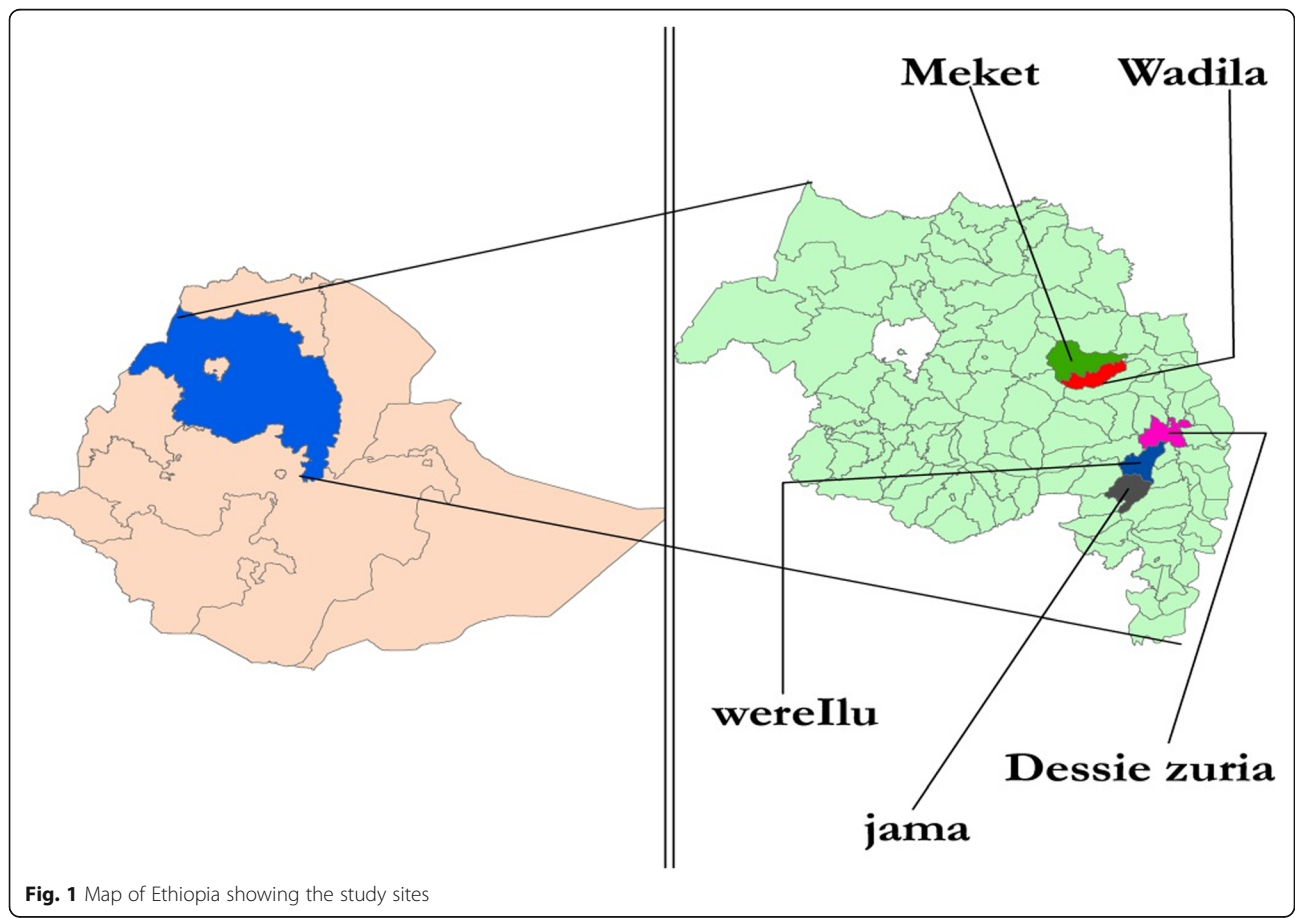 Meket
Wadila
wereIlu
Dessie zuria
jama
Fig. 1 Map of Ethiopia showing the study sites